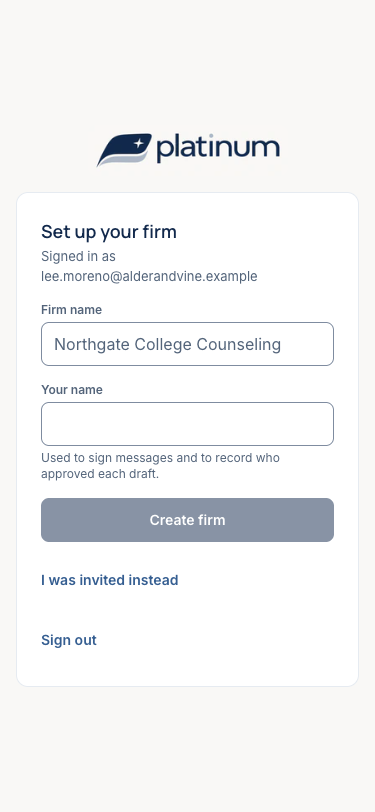 platinum
Set up your firm
Signed in as
lee.moreno@alderandvine.example
Firm name
Northgate College Counseling
Your name
Used to sign messages and to record who
approved each draft.
Create firm
I was invited instead
Sign out